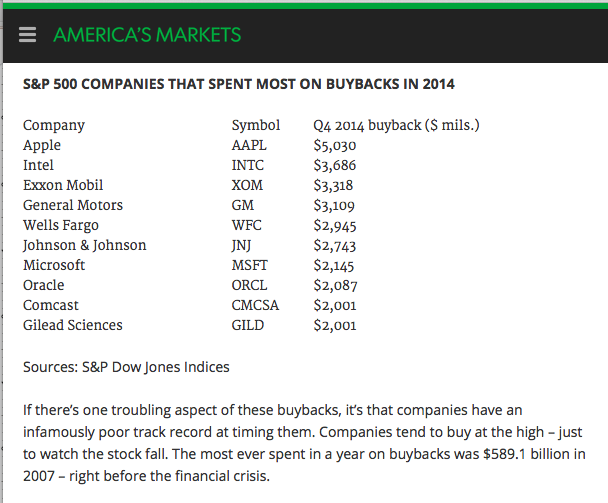 AMERICA'S MARKETS
S&P 500 COMPANIES THAT SPENT MOST ON BUYBACKS IN 2014
Company Symbol Q4 2014 buyback ($ mils.)
Apple AAPL $5,030
Intel INTC $3,686
Exxon Mobil XOM $3,318
General Motors GM $3,109
Wells Fargo WFC $2,945
Johnson & Johnson JNJ $2,743
Microsoft MSFT $2,145
Oracle ORCL $2,087
Comcast CMCSA $2,001
Gilead Sciences GILD $2,001
Sources: S&P Dow Jones Indices
If there's one troubling aspect of these buybacks, it's that companies have an
infamously poor track record at timing them. Companies tend to buy at the high – just
to watch the stock fall. The most ever spent in a year on buybacks was $589.1 billion in
2007 – right before the financial crisis.